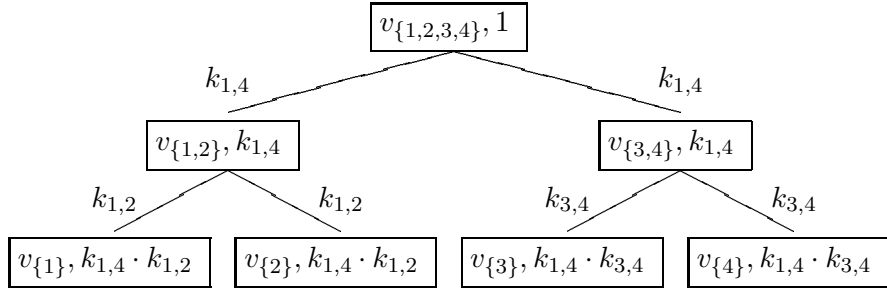 v_{\{1,2,3,4\}}, 1
k_{1,4} k_{1,4}
v_{\{1,2\}}, k_{1,4} v_{\{3,4\}}, k_{1,4}
k_{1,2} k_{1,2} k_{3,4} k_{3,4}
v_{\{1\}}, k_{1,4} · k_{1,2} v_{\{2\}}, k_{1,4} · k_{1,2} v_{\{3\}}, k_{1,4} · k_{3,4} v_{\{4\}}, k_{1,4} · k_{3,4}